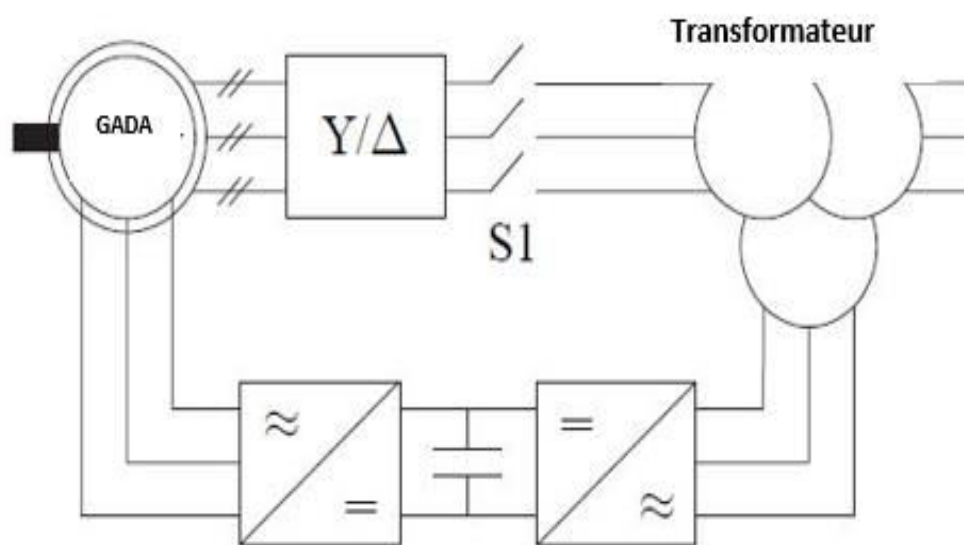 Transformateur
GADA
Y/Δ
S1
≈
=
=
≈